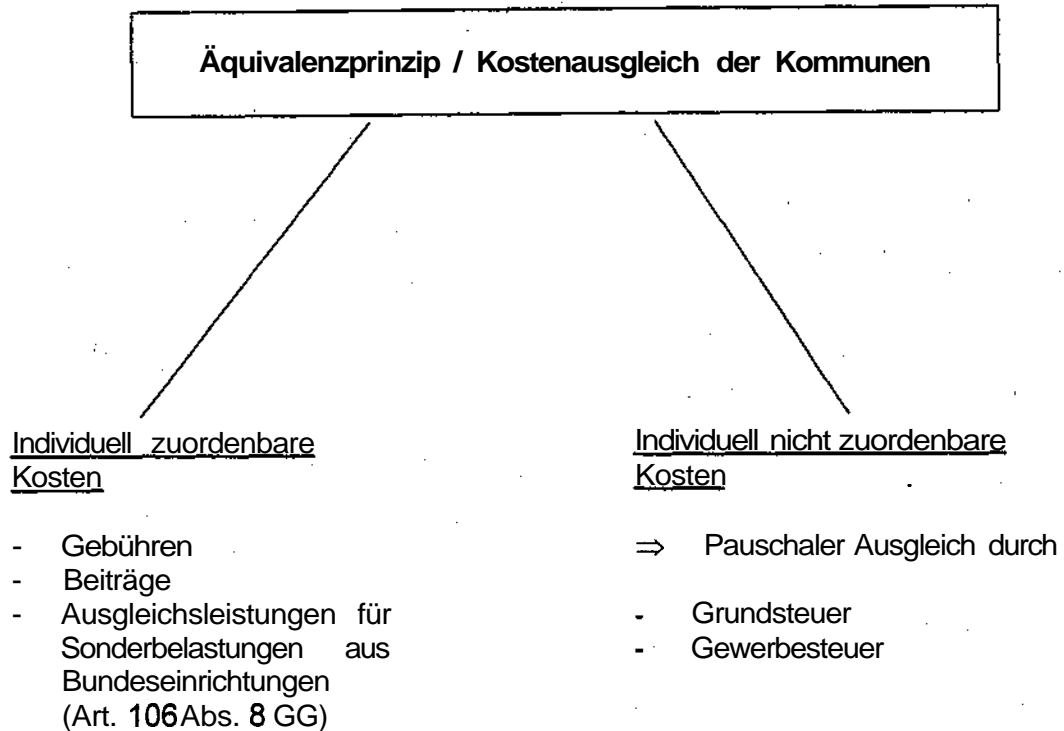 Äquivalenzprinzip / Kostenausgleich der Kommunen
Individuell zuordenbare
Kosten
- Gebühren
- Beiträge
- Ausgleichsleistungen für
Sonderbelastungen aus
Bundeseinrichtungen
(Art. 106 Abs. 8 GG)
Individuell nicht zuordenbare
Kosten
⇒ Pauschaler Ausgleich durch
- Grundsteuer
- Gewerbesteuer